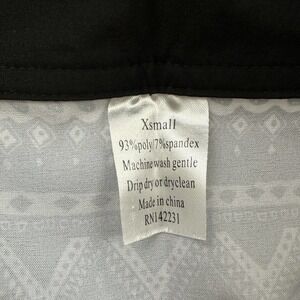 Xsmall
93%poly/7%spandex
Machine wash gentle
Drip dry or dryclean
Made in china
RN142231